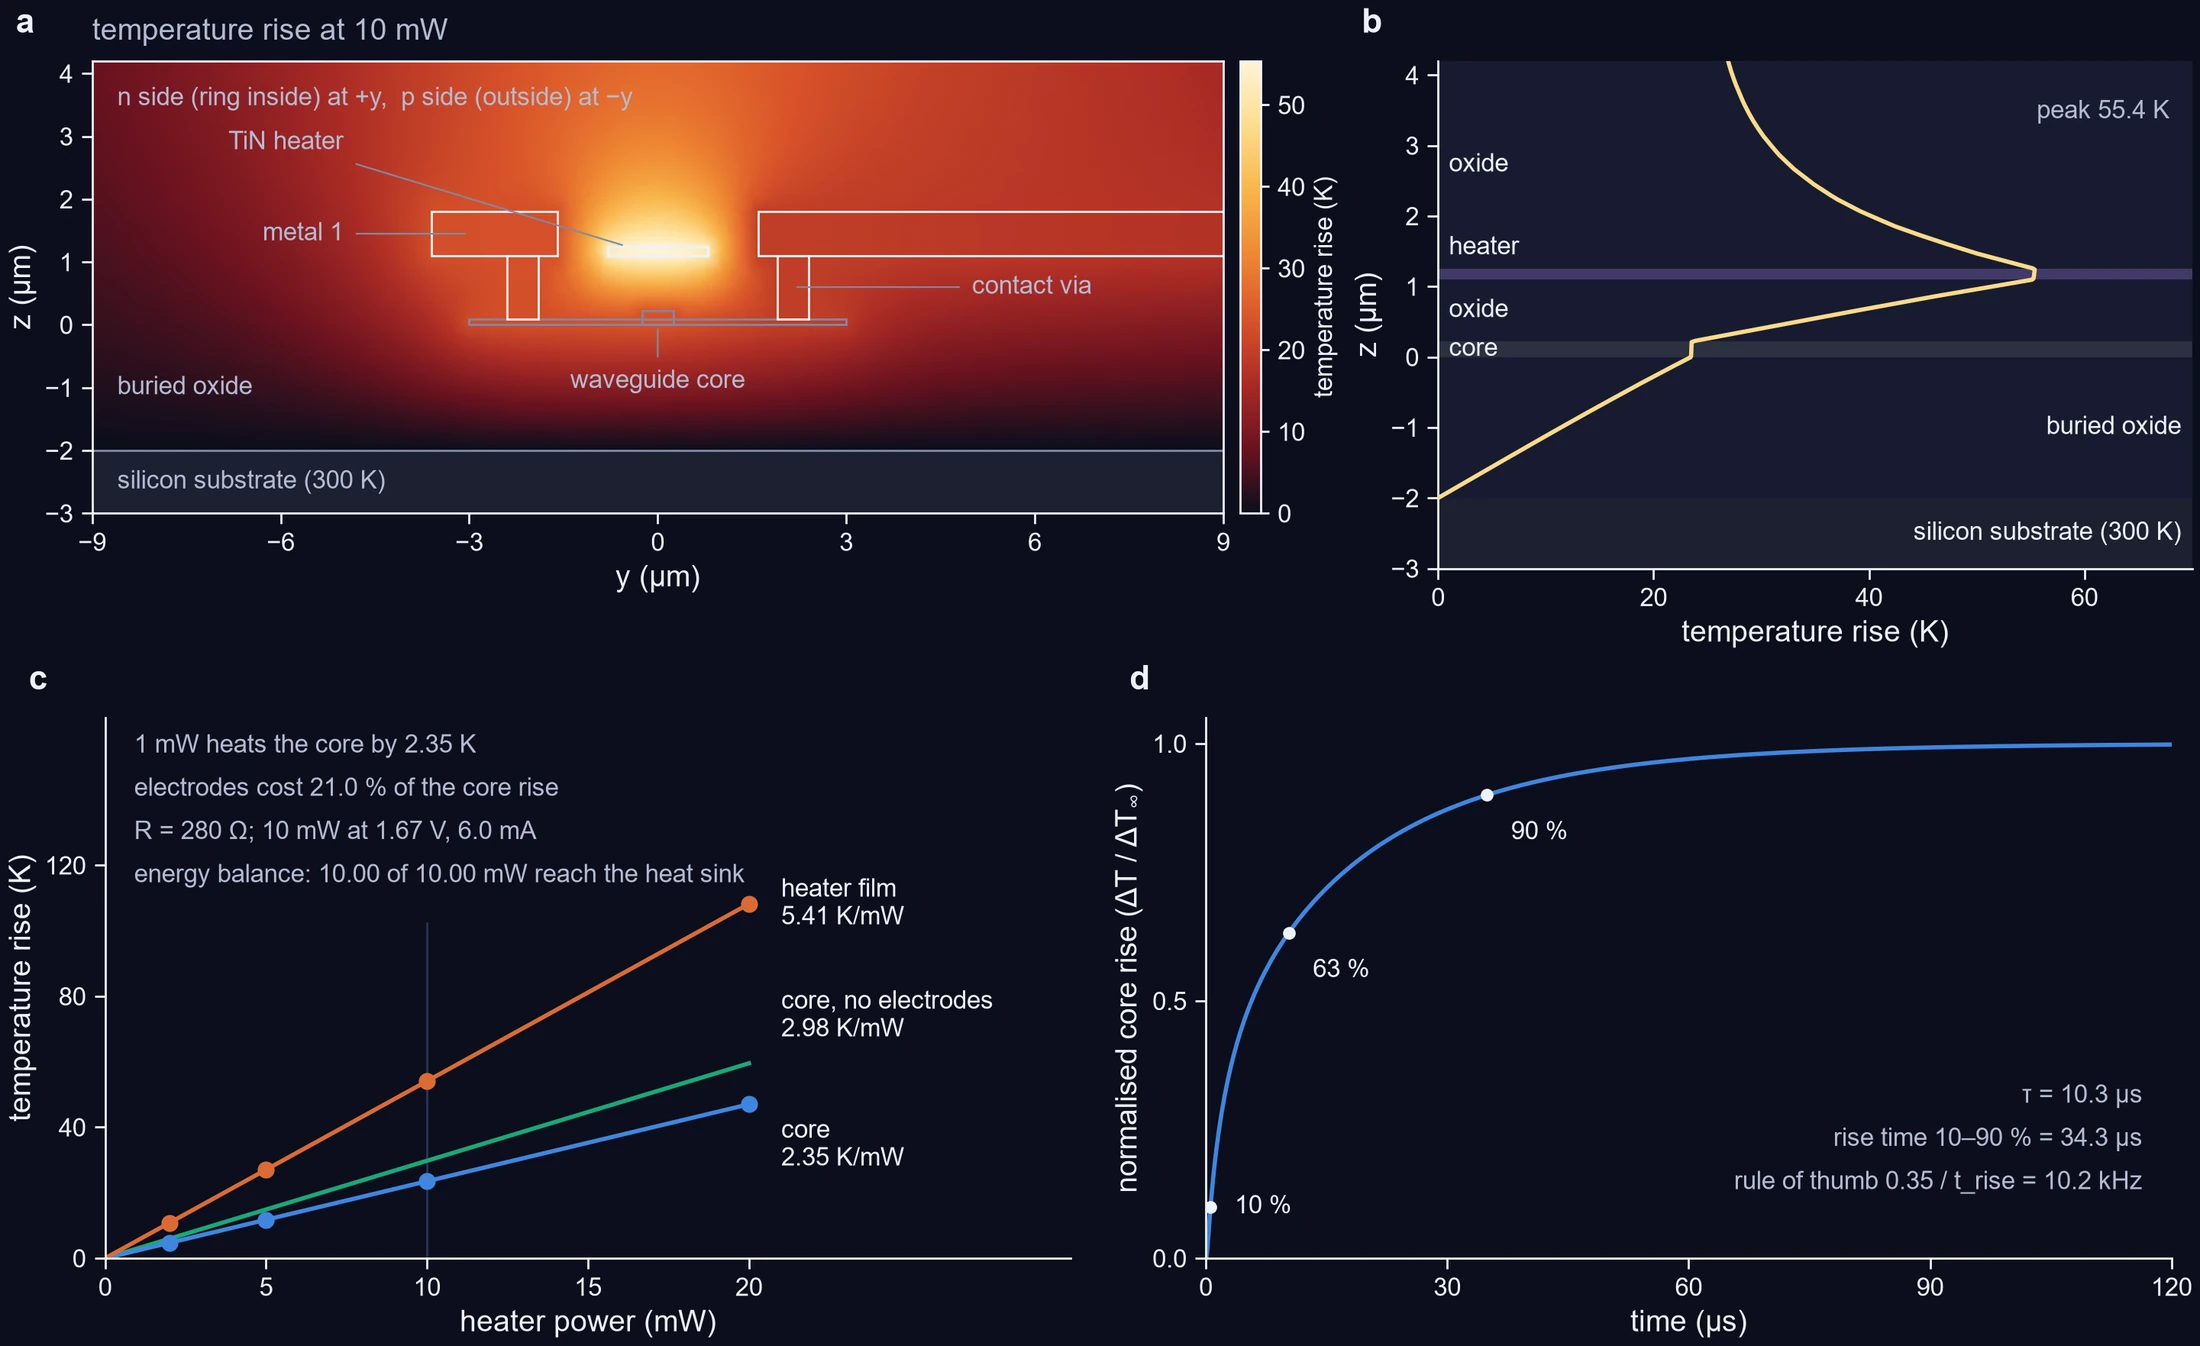 a
temperature rise at 10 mW
n side (ring inside) at +y, p side (outside) at −y
TiN heater
metal 1
contact via
waveguide core
buried oxide
silicon substrate (300 K)
4
3
2
1
0
−1
−2
−3
z (μm)
−9
−6
−3
0
3
6
9
y (μm)
50
40
30
20
10
0
temperature rise (K)
b
peak 55.4 K
oxide
heater
oxide
core
buried oxide
silicon substrate (300 K)
4
3
2
1
0
−1
−2
−3
z (μm)
0
20
40
60
temperature rise (K)
c
1 mW heats the core by 2.35 K
electrodes cost 21.0 % of the core rise
R = 280 Ω; 10 mW at 1.67 V, 6.0 mA
energy balance: 10.00 of 10.00 mW reach the heat sink
heater film
5.41 K/mW
core, no electrodes
2.98 K/mW
core
2.35 K/mW
120
80
40
0
temperature rise (K)
0
5
10
15
20
heater power (mW)
d
1.0
0.5
0.0
normalised core rise (ΔT / ΔT∞)
90 %
63 %
10 %
τ = 10.3 μs
rise time 10–90 % = 34.3 μs
rule of thumb 0.35 / t_rise = 10.2 kHz
0
30
60
90
120
time (μs)